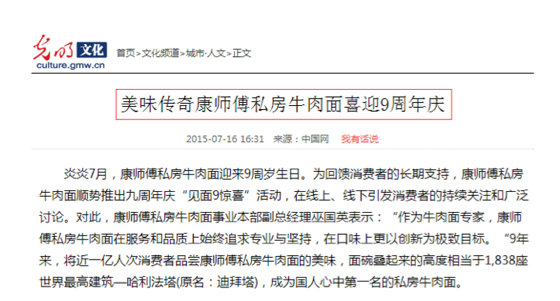 光明 文化
culture.gmw.cn
首页>文化频道>城市·人文>正文
美味传奇康师傅私房牛肉面喜迎9周年庆
2015-07-16 16:31 来源：中国网 我有话说
炎炎7月，康师傅私房牛肉面迎来9周岁生日。为回馈消费者的长期支持，康师傅私房
牛肉面顺势推出九周年庆“见面9惊喜”活动，在线上、线下引发消费者的持续关注和广泛
讨论。对此，康师傅私房牛肉面事业本部副总经理巫国英表示：“作为牛肉面专家，康师
傅私房牛肉面在服务和品质上始终追求专业与坚持，在口味上更以创新为极致目标。“9年
来，将近一亿人次消费者品尝康师傅私房牛肉面的美味，面碗叠起来的高度相当于1,838座
世界最高建筑—哈利法塔(原名：迪拜塔)，成为国人心中第一名的私房牛肉面。